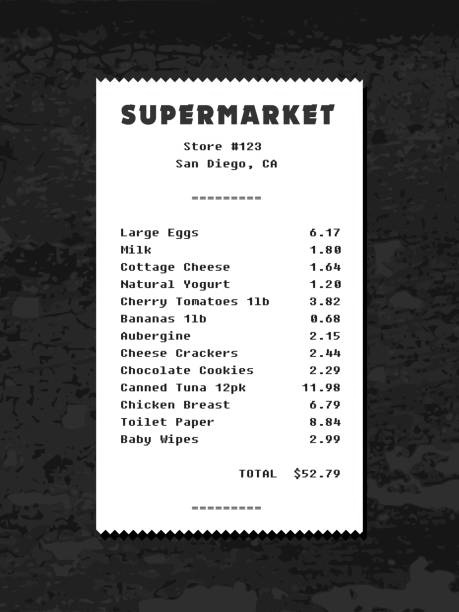 SUPERMARKET
Store #123
San Diego, CA
---------
Large Eggs 6.17
Milk 1.80
Cottage Cheese 1.64
Natural Yogurt 1.20
Cherry Tomatoes 1lb 3.82
Bananas 1lb 0.68
Aubergine 2.15
Cheese Crackers 2.44
Chocolate Cookies 2.29
Canned Tuna 12pk 11.98
Chicken Breast 6.79
Toilet Paper 8.84
Baby Wipes 2.99
TOTAL $52.79
---------